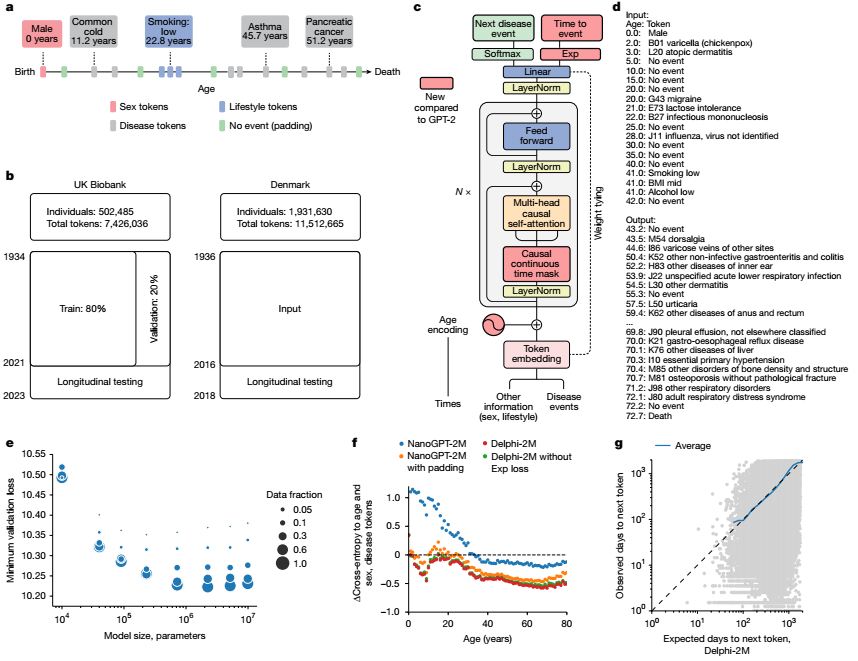 a
Male
0 years
Common
cold
11.2 years
Smoking:
low
22.8 years
Asthma
45.7 years
Pancreatic
cancer
51.2 years
Birth
Death
Age
Sex tokens
Lifestyle tokens
Disease tokens
No event (padding)
b
UK Biobank
Denmark
Individuals: 502,485
Total tokens: 7,426,036
Individuals: 1,931,630
Total tokens: 11,512,665
1934
Train: 80%
Validation: 20%
2021
Longitudinal testing
2023
1936
Input
2016
Longitudinal testing
2018
c
Next disease
event
Time to
event
Softmax
Exp
Linear
LayerNorm
New
compared
to GPT-2
Feed
forward
LayerNorm
N ×
Multi-head
causal
self-attention
Causal
continuous
time mask
LayerNorm
Weight tying
Age
encoding
Token
embedding
Times
Other
information
(sex, lifestyle)
Disease
events
d
Input:
Age: Token
0.0: Male
2.0: B01 varicella (chickenpox)
3.0: L20 atopic dermatitis
5.0: No event
10.0: No event
15.0: No event
20.0: No event
20.0: G43 migraine
21.0: E73 lactose intolerance
22.0: B27 infectious mononucleosis
25.0: No event
28.0: J11 influenza, virus not identified
30.0: No event
35.0: No event
40.0: No event
41.0: Smoking low
41.0: BMI mid
41.0: Alcohol low
42.0: No event
Output:
43.2: No event
43.5: M54 dorsalgia
44.6: I86 varicose veins of other sites
50.4: K52 other non-infective gastroenteritis and colitis
52.2: H83 other diseases of inner ear
53.9: J22 unspecified acute lower respiratory infection
54.5: L30 other dermatitis
55.3: No event
57.5: L50 urticaria
59.4: K62 other diseases of anus and rectum
...
69.8: J90 pleural effusion, not elsewhere classified
70.0: K21 gastro-oesophageal reflux disease
70.1: K76 other diseases of liver
70.3: I10 essential primary hypertension
70.4: M85 other disorders of bone density and structure
70.7: M81 osteoporosis without pathological fracture
71.2: J98 other respiratory disorders
72.1: J80 adult respiratory distress syndrome
72.2: No event
72.7: Death
e
Minimum validation loss
10.55
10.50
10.45
10.40
10.35
10.30
10.25
10.20
10⁴
10⁵
10⁶
10⁷
Model size, parameters
Data fraction
0.05
0.1
0.3
0.6
1.0
f
NanoGPT-2M
NanoGPT-2M
with padding
Delphi-2M
Delphi-2M without
Exp loss
ΔCross-entropy to age and
sex, disease tokens
1.0
0.5
0
−0.5
−1.0
0
20
40
60
80
Age (years)
g
Average
Observed days to next token
10³
10²
10¹
10⁰
10⁰
10¹
10²
10³
Expected days to next token,
Delphi-2M